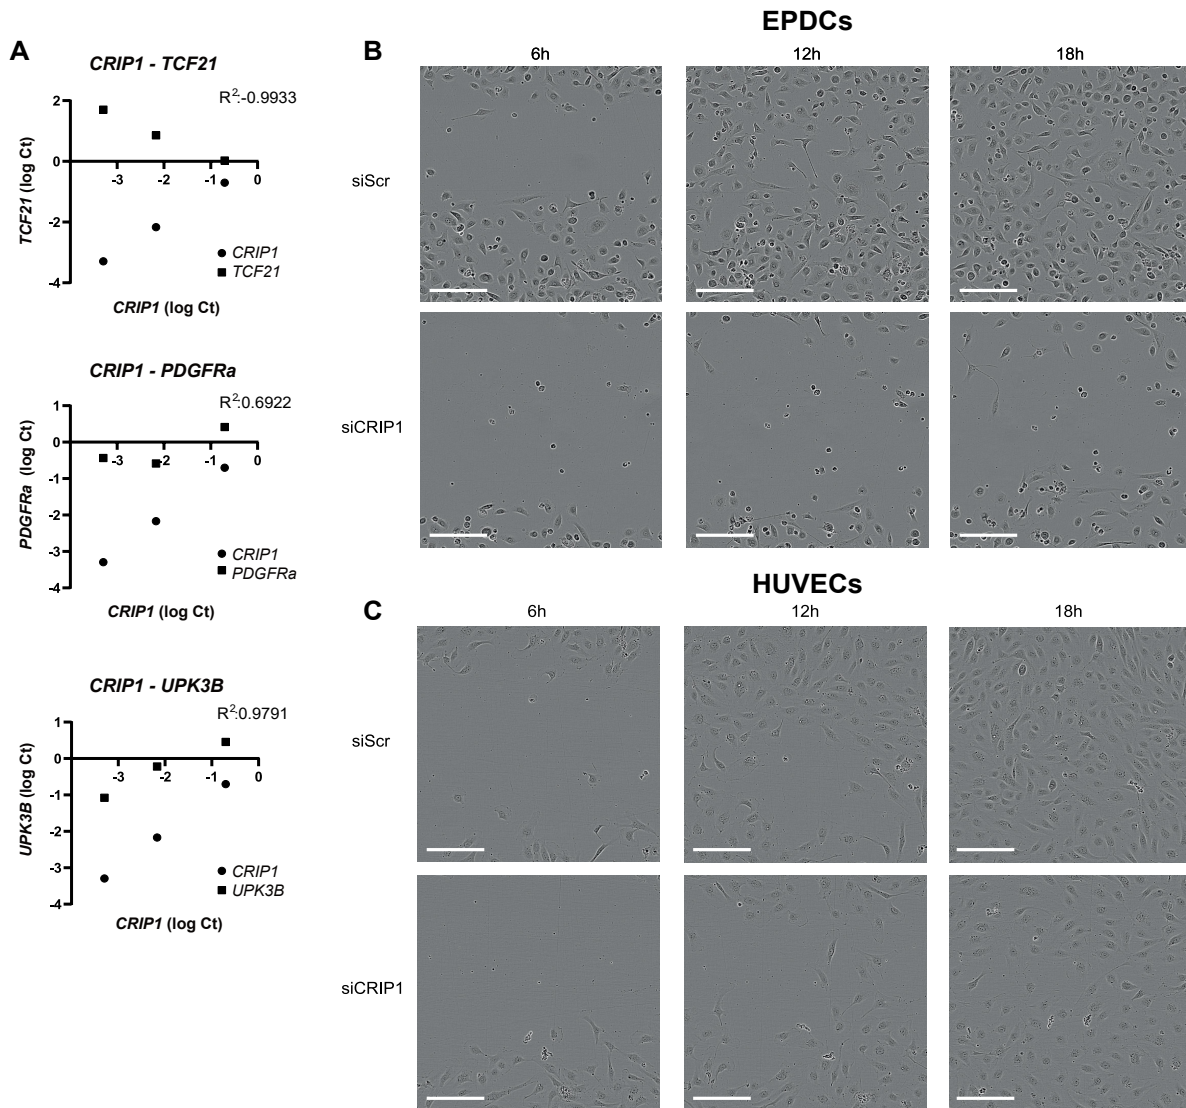 EPDCs
A
B
CRIP1 - TCF21
6h
12h
18h
R2:-0.9933
2
0
-2
-4
-3
-2
-1
0
TCF21 (log Ct)
CRIP1
TCF21
CRIP1 (log Ct)
siScr
CRIP1 - PDGFRa
R2:0.6922
1
0
-1
-2
-3
-4
-3
-2
-1
0
PDGFRa (log Ct)
CRIP1
PDGFRa
CRIP1 (log Ct)
siCRIP1
HUVECs
C
6h
12h
18h
CRIP1 - UPK3B
R2:0.9791
1
0
-1
-2
-3
-4
-3
-2
-1
0
UPK3B (log Ct)
CRIP1
UPK3B
CRIP1 (log Ct)
siScr
siCRIP1